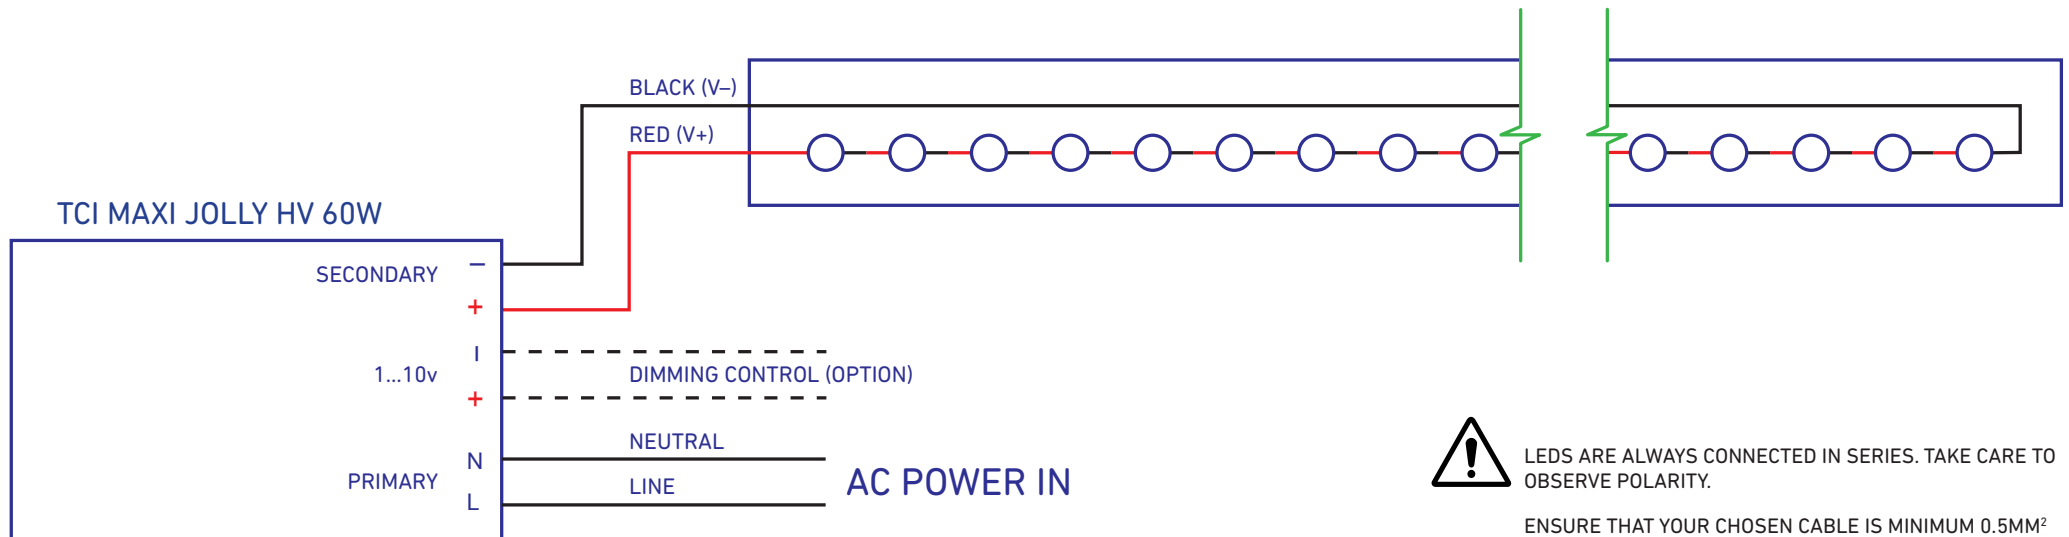 BLACK (V–)
RED (V+)
TCI MAXI JOLLY HV 60W
SECONDARY
–
+
1...10v
I
+
DIMMING CONTROL (OPTION)
PRIMARY
N
L
NEUTRAL
LINE
AC POWER IN
!
LEDS ARE ALWAYS CONNECTED IN SERIES. TAKE CARE TO
OBSERVE POLARITY.
ENSURE THAT YOUR CHOSEN CABLE IS MINIMUM 0.5MM²